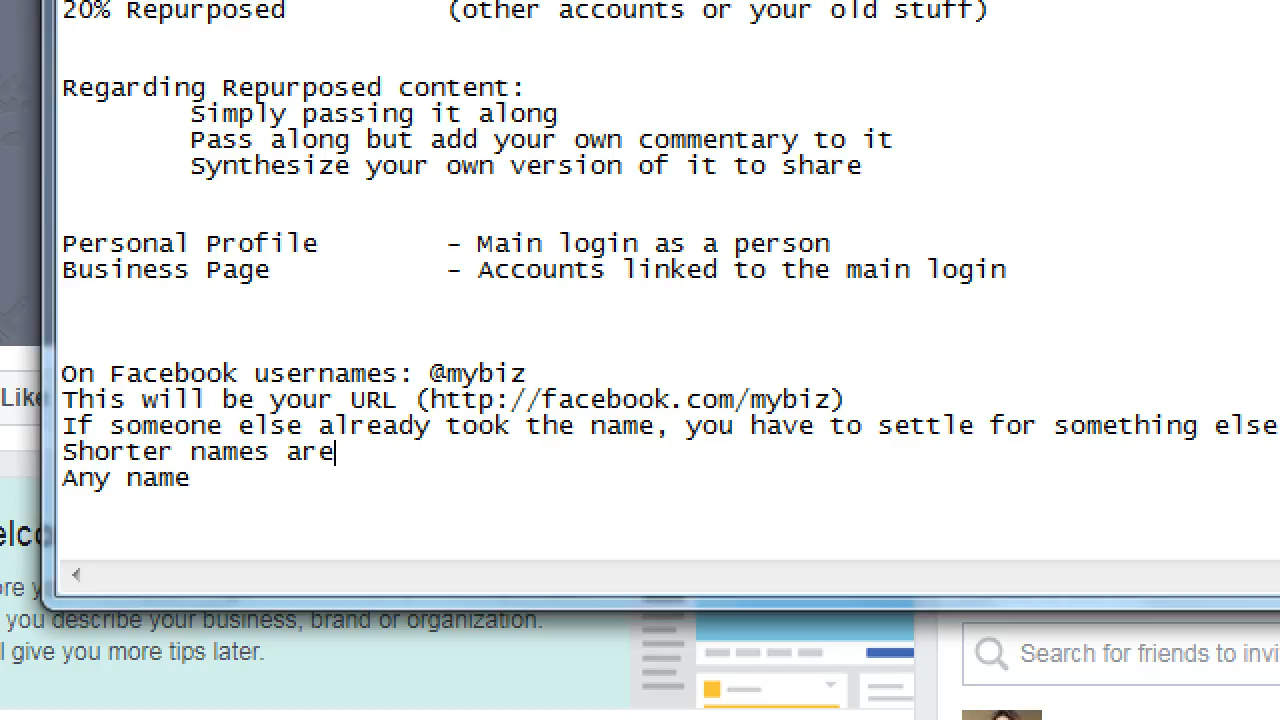 20% Repurposed (other accounts or your old stuff)
Regarding Repurposed content:
Simply passing it along
Pass along but add your own commentary to it
Synthesize your own version of it to share
Personal Profile - Main login as a person
Business Page - Accounts linked to the main login
On Facebook usernames: @mybiz
This will be your URL (http://facebook.com/mybiz)
If someone else already took the name, you have to settle for something else
Shorter names are
Any name
Like
you describe your business, brand or organization.
give you more tips later.
Search for friends to